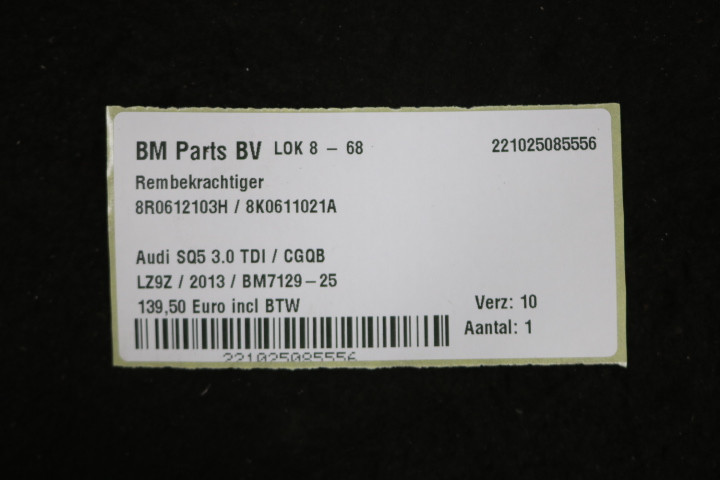 BM Parts BV LOK 8 – 68 221025085556
Rembekrachtiger
8R0612103H / 8K0611021A
Audi SQ5 3.0 TDI / CGQB
LZ9Z / 2013 / BM7129–25
139,50 Euro incl BTW Verz: 10
Aantal: 1
221025085556